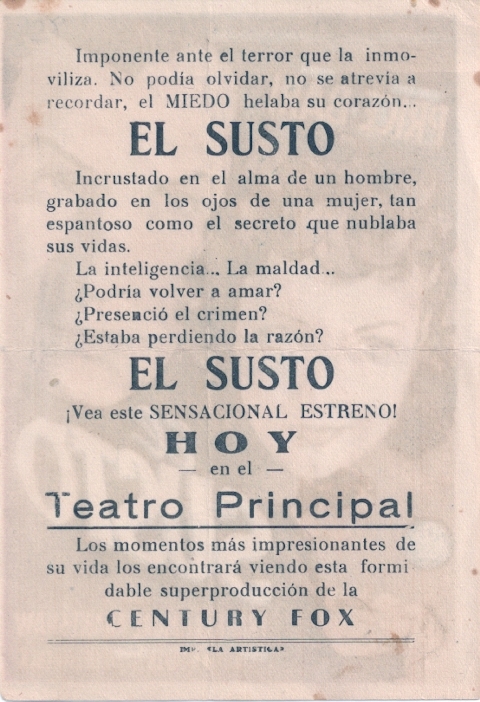 Imponente ante el terror que la inmo-
viliza. No podía olvidar, no se atrevia a
recordar, el MIEDO helaba su corazón...
EL SUSTO
Incrustado en el alma de un hombre,
grabado en los ojos de una mujer, tan
espantoso como el secreto que nublaba
sus vidas.
La inteligencia... La maldad...
¿Podría volver a amar?
¿Presenció el crimen?
¿Estaba perdiendo la razón?
EL SUSTO
¡Vea este SENSACIONAL ESTRENO!
HOY
— en el —
Teatro Principal
Los momentos más impresionantes de
su vida los encontrará viendo esta formi
dable superproducción de la
CENTURY FOX
IMP. «LA ARTISTICA»